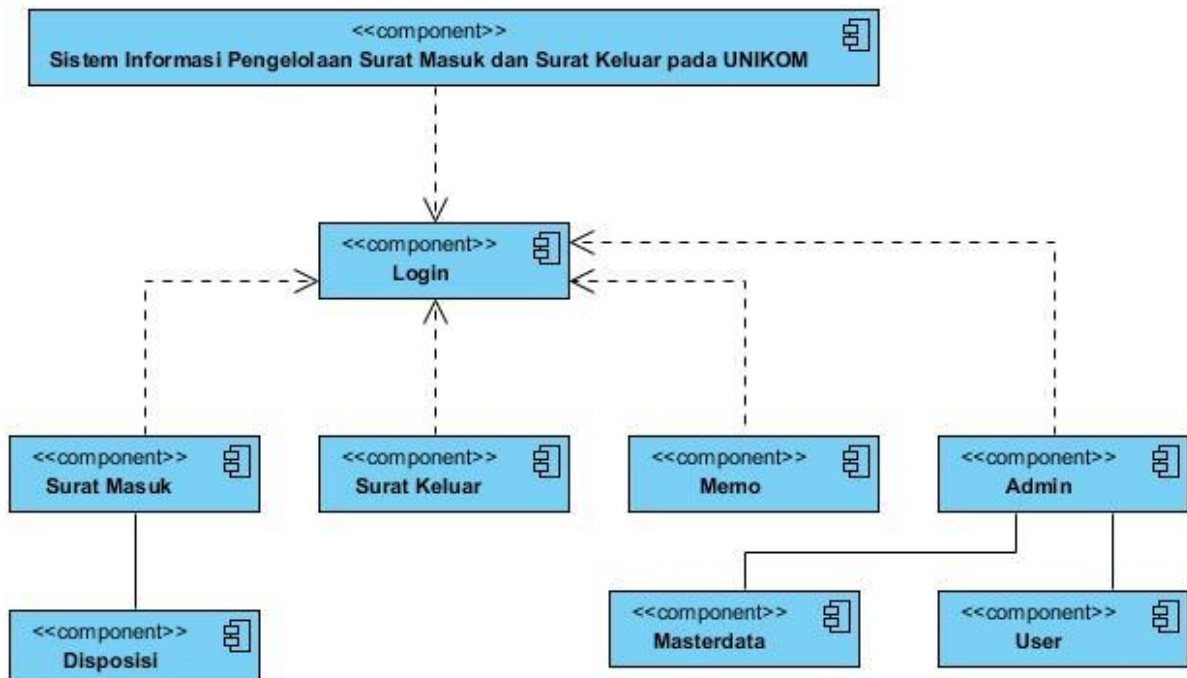 <<component>>
Sistem Informasi Pengelolaan Surat Masuk dan Surat Keluar pada UNIKOM
<<component>>
Login
<<component>>
Surat Masuk
<<component>>
Surat Keluar
<<component>>
Memo
<<component>>
Admin
<<component>>
Disposisi
<<component>>
Masterdata
<<component>>
User